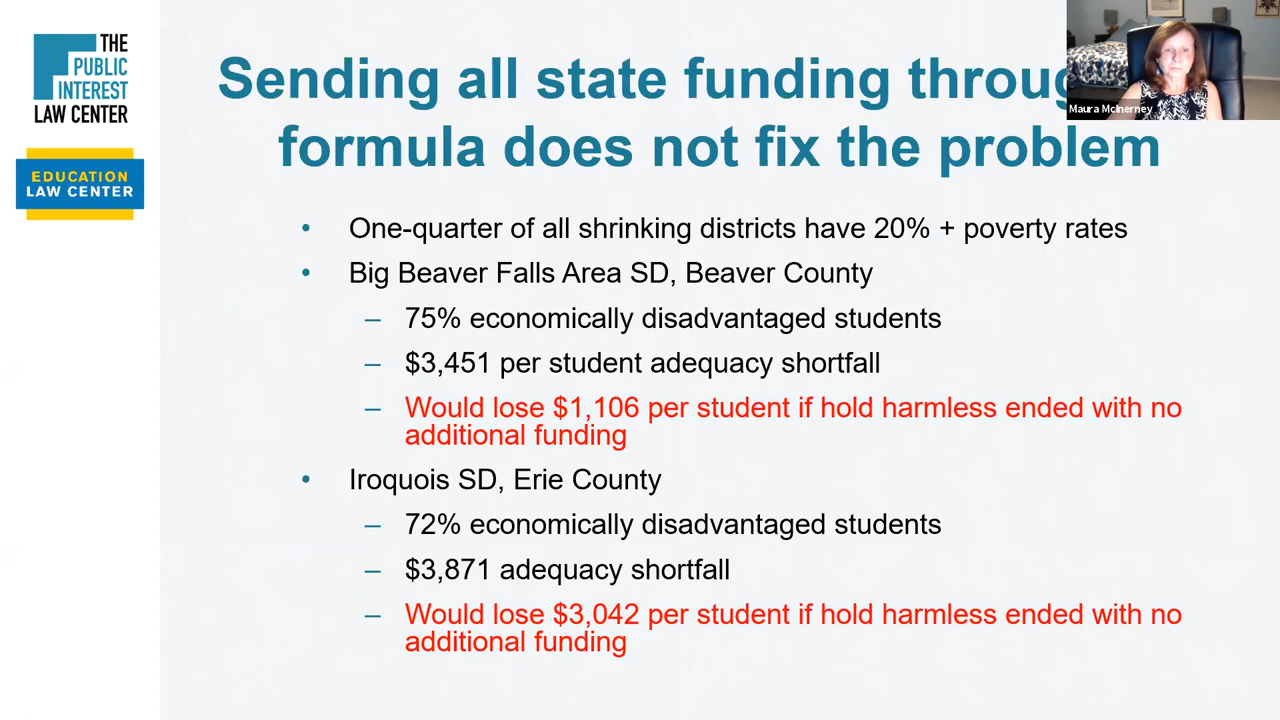 THE
PUBLIC
INTEREST
LAW CENTER
EDUCATION
LAW CENTER
Sending all state funding throug
formula does not fix the problem
Maura McInerney
• One-quarter of all shrinking districts have 20% + poverty rates
• Big Beaver Falls Area SD, Beaver County
– 75% economically disadvantaged students
– $3,451 per student adequacy shortfall
– Would lose $1,106 per student if hold harmless ended with no
additional funding
• Iroquois SD, Erie County
– 72% economically disadvantaged students
– $3,871 adequacy shortfall
– Would lose $3,042 per student if hold harmless ended with no
additional funding